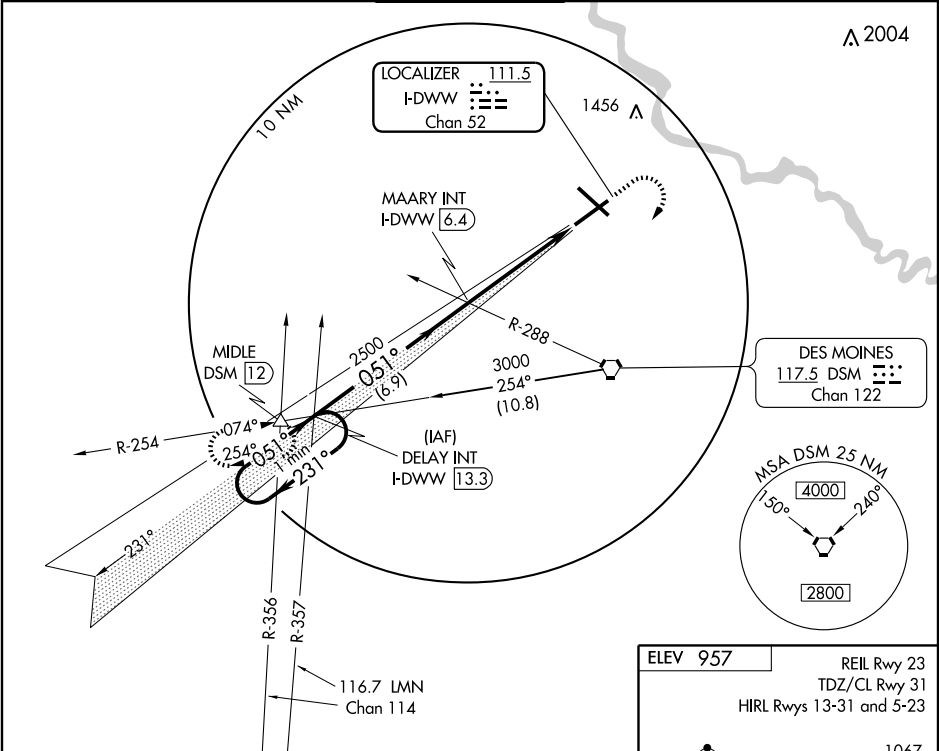 2004
LOCALIZER 111.5
I-DWW
Chan 52
10 NM
1456
MAARY INT
I-DWW 6.4
R-288
MIDLE
DSM 12
2500
051°
(6.9)
3000
254°
(10.8)
DES MOINES
117.5 DSM
Chan 122
R-254
074°
254°
051°
1 min
231°
(IAF)
DELAY INT
I-DWW 13.3
231°
MSA DSM 25 NM
4000
150°
240°
2800
R-356
R-357
116.7 LMN
Chan 114
ELEV 957
REIL Rwy 23
TDZ/CL Rwy 31
HIRL Rwys 13-31 and 5-23
1067